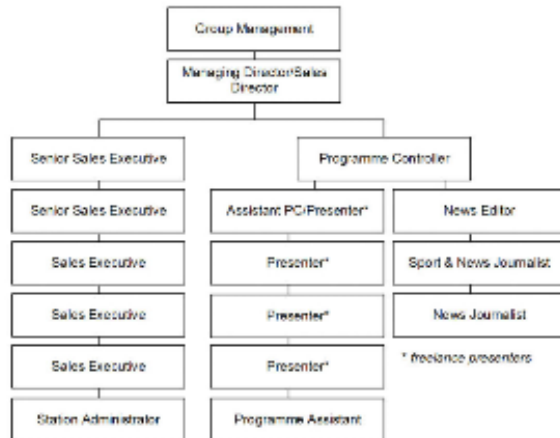 Group Management
Managing Director/Sales
Director
Senior Sales Executive
Programme Controller
Senior Sales Executive
Assistant PC/Presenter*
News Editor
Sales Executive
Presenter*
Sport & News Journalist
Sales Executive
Presenter*
News Journalist
Sales Executive
Presenter*
* freelance presenters
Station Administrator
Programme Assistant